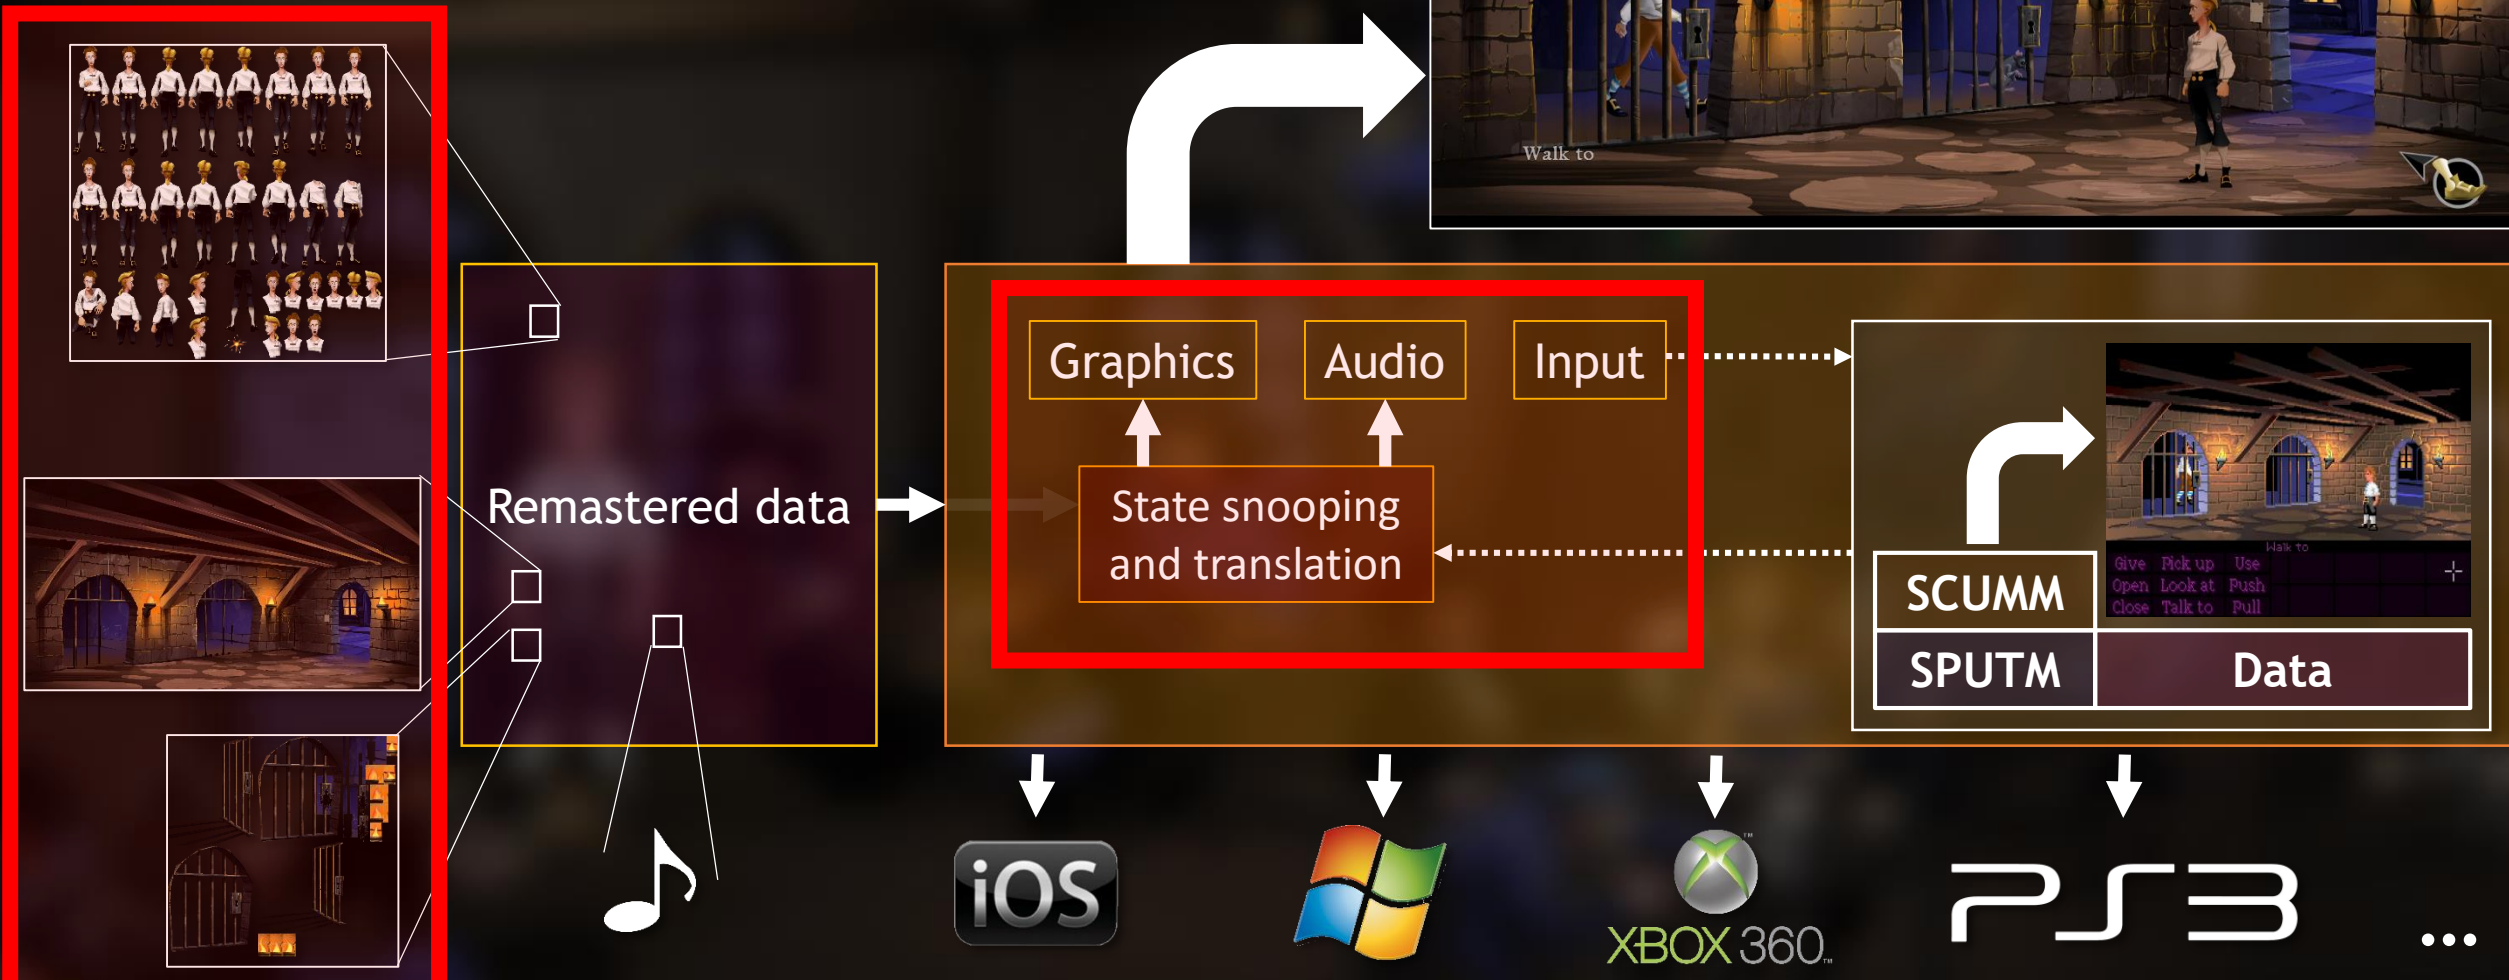 Walk to
Graphics
Audio
Input
Remastered data
State snooping
and translation
Walk to
Give Pick up Use
Open Look at Push
Close Talk to Pull
SCUMM
SPUTM
Data
iOS
XBOX 360™
PS3
...